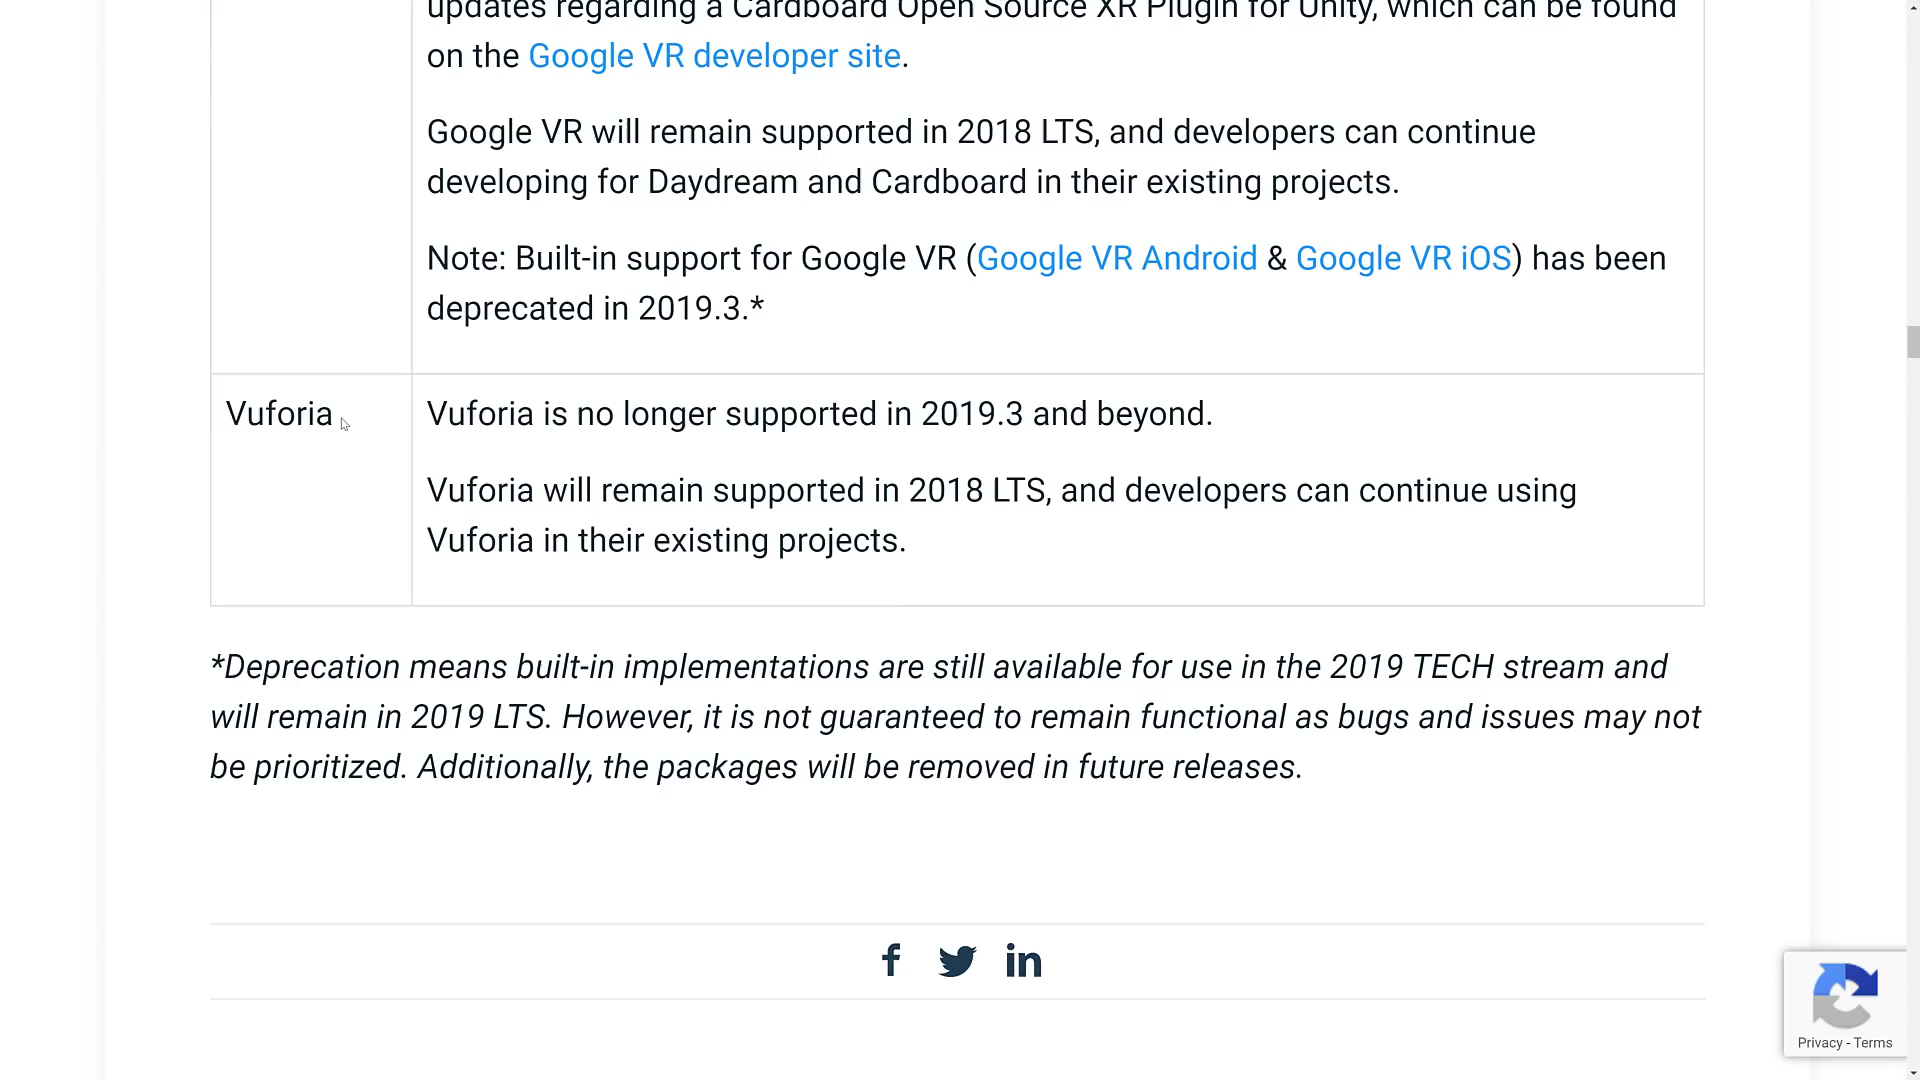 updates regarding a Cardboard Open Source XR Plugin for Unity, which can be found
on the Google VR developer site.
Google VR will remain supported in 2018 LTS, and developers can continue
developing for Daydream and Cardboard in their existing projects.
Note: Built-in support for Google VR (Google VR Android & Google VR iOS) has been
deprecated in 2019.3.*
Vuforia
Vuforia is no longer supported in 2019.3 and beyond.
Vuforia will remain supported in 2018 LTS, and developers can continue using
Vuforia in their existing projects.
*Deprecation means built-in implementations are still available for use in the 2019 TECH stream and
will remain in 2019 LTS. However, it is not guaranteed to remain functional as bugs and issues may not
be prioritized. Additionally, the packages will be removed in future releases.
Privacy - Terms